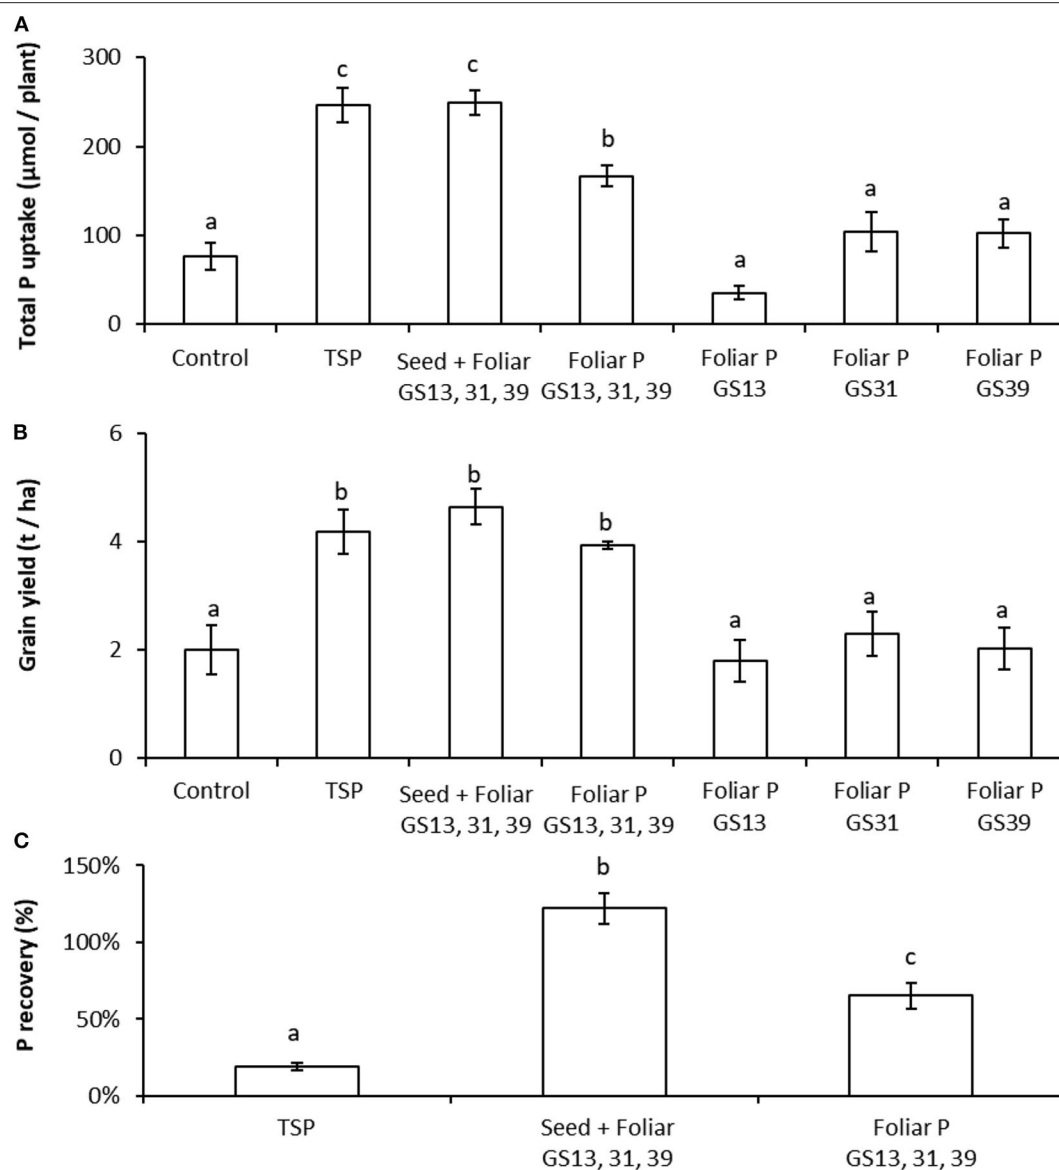 A
Total P uptake (µmol / plant)
300
200
100
0
a
c
c
b
a
a
a
Control
TSP
Seed + Foliar
GS13, 31, 39
Foliar P
GS13, 31, 39
Foliar P
GS13
Foliar P
GS31
Foliar P
GS39
B
Grain yield (t / ha)
6
4
2
0
a
b
b
b
a
a
a
Control
TSP
Seed + Foliar
GS13, 31, 39
Foliar P
GS13, 31, 39
Foliar P
GS13
Foliar P
GS31
Foliar P
GS39
C
P recovery (%)
150%
100%
50%
0%
a
b
c
TSP
Seed + Foliar
GS13, 31, 39
Foliar P
GS13, 31, 39